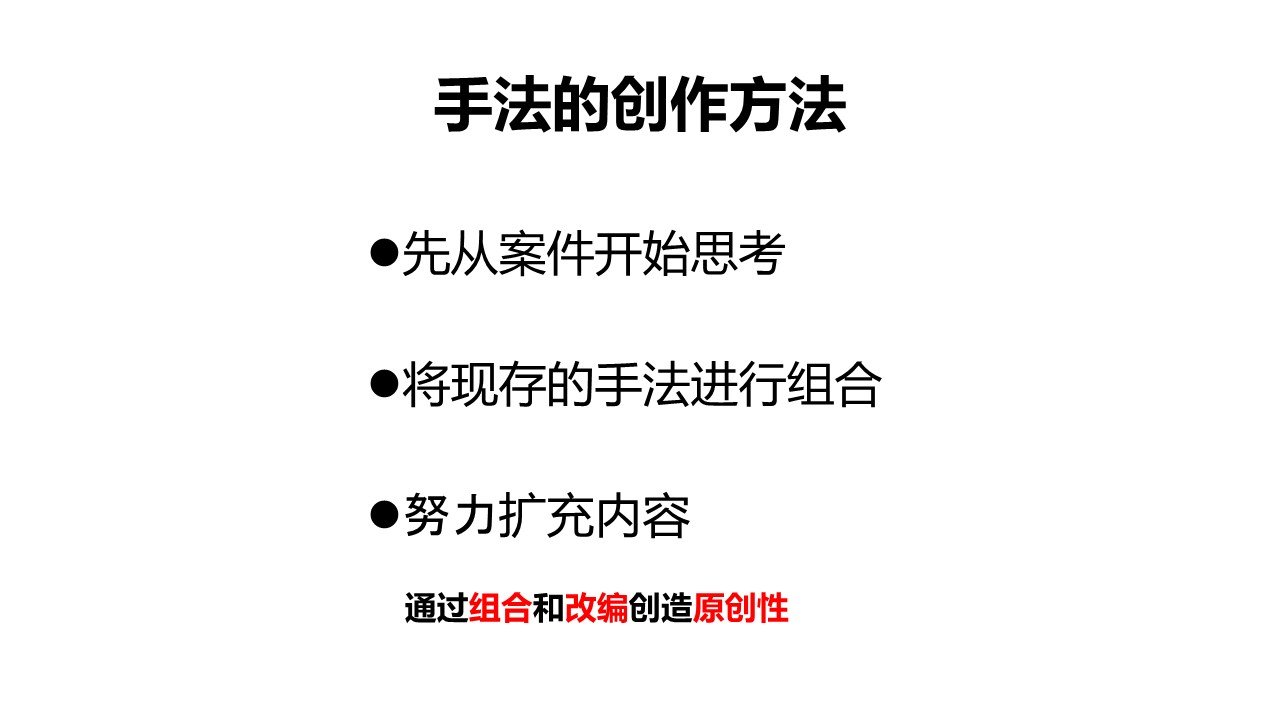 手法的创作方法
●先从案件开始思考
●将现存的手法进行组合
●努力扩充内容
通过组合和改编创造原创性